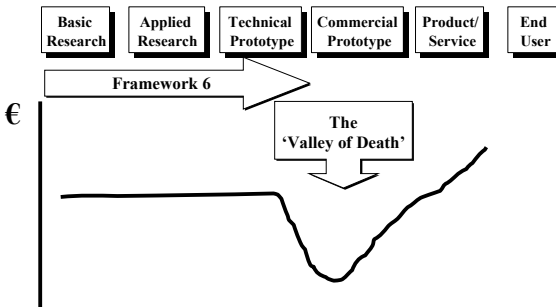 Basic
Research
Applied
Research
Technical
Prototype
Commercial
Prototype
Product/
Service
End
User
Framework 6
€
The
‘Valley of Death’